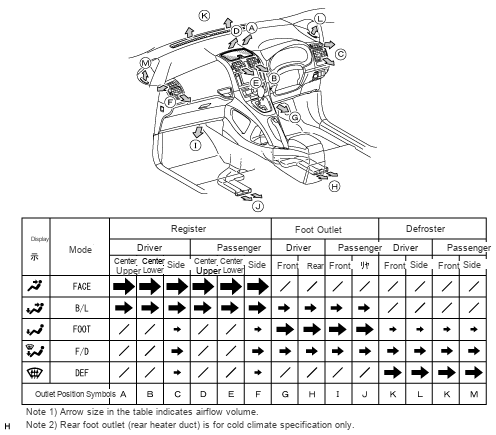 K
L
D A
C
M
B
E
F
G
I
H
J
Display
示
Mode
Register
Foot Outlet
Defroster
Driver
Passenger
Driver
Passenger
Driver
Passenger
Center Upper
Center Lower
Side
Center Upper
Center Lower
Side
Front
Rear
Front
リヤ
Front
Side
Front
Side
FACE
B/L
FOOT
F/D
DEF
Outlet Position Symbols A B C D E F G H I J K L K M
Note 1) Arrow size in the table indicates airflow volume.
H Note 2) Rear foot outlet (rear heater duct) is for cold climate specification only.